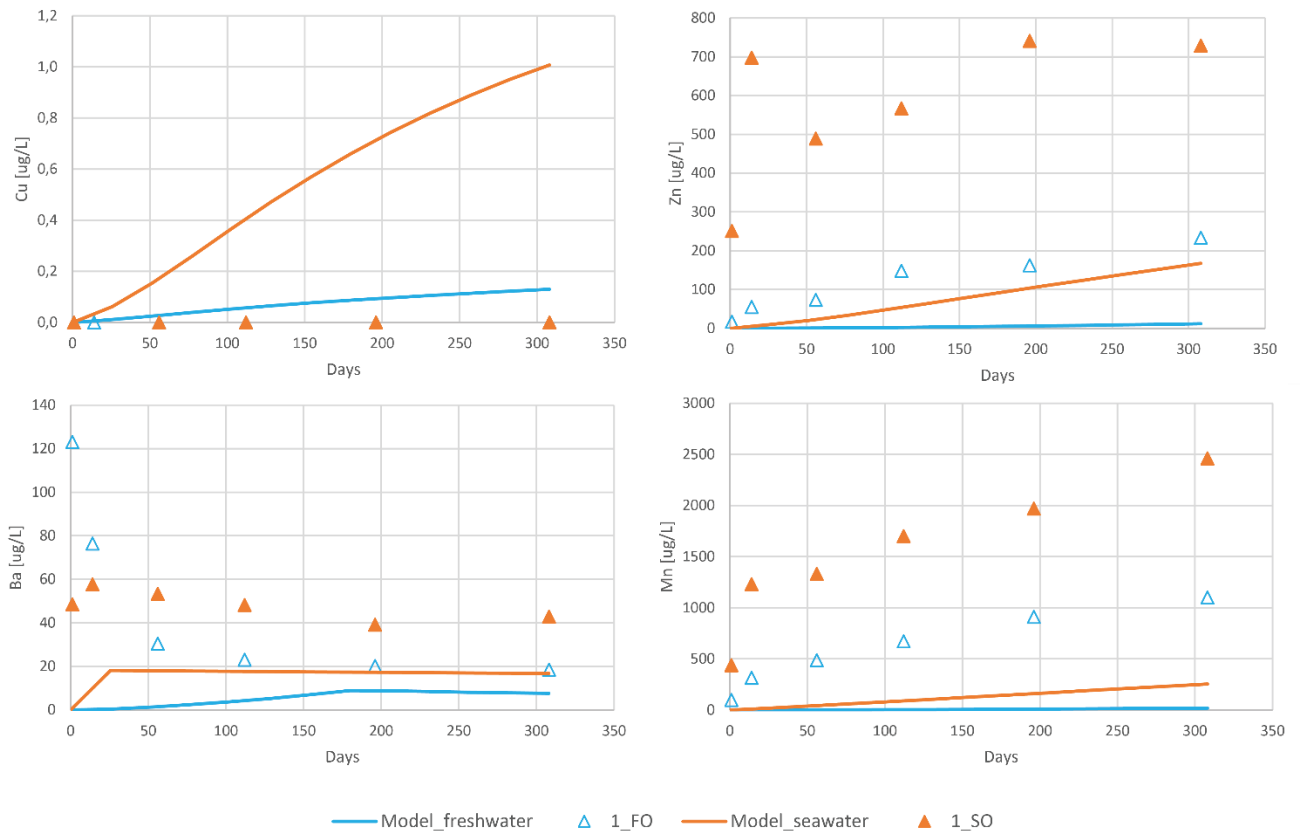 Cu [ug/L]
1,2
1,0
0,8
0,6
0,4
0,2
0,0
0 50 100 150 200 250 300 350
Days
Zn [ug/L]
800
700
600
500
400
300
200
100
0
0 50 100 150 200 250 300 350
Days
Ba [ug/L]
140
120
100
80
60
40
20
0
0 50 100 150 200 250 300 350
Days
Mn [ug/L]
3000
2500
2000
1500
1000
500
0
0 50 100 150 200 250 300 350
Days
Model_freshwater 1_FO Model_seawater 1_SO